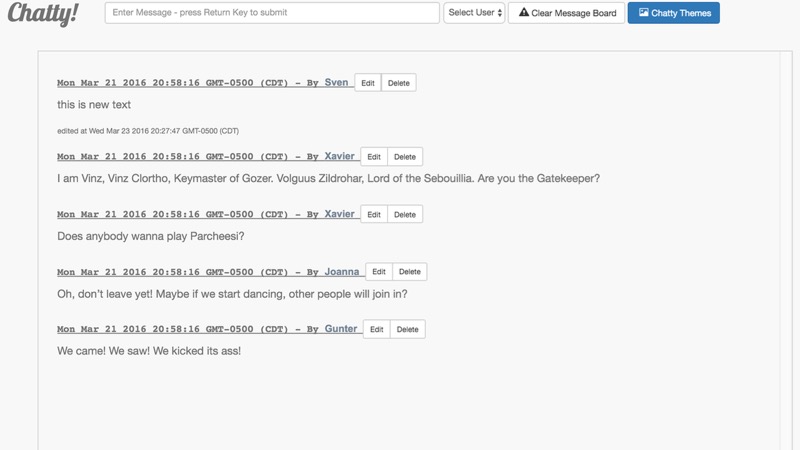 Chatty!
Enter Message - press Return Key to submit
Select User
Clear Message Board
Chatty Themes
Mon Mar 21 2016 20:58:16 GMT-0500 (CDT) - By Sven
Edit
Delete
this is new text
edited at Wed Mar 23 2016 20:27:47 GMT-0500 (CDT)
Mon Mar 21 2016 20:58:16 GMT-0500 (CDT) - By Xavier
Edit
Delete
I am Vinz, Vinz Clortho, Keymaster of Gozer. Volguus Zildrohar, Lord of the Sebouillia. Are you the Gatekeeper?
Mon Mar 21 2016 20:58:16 GMT-0500 (CDT) - By Xavier
Edit
Delete
Does anybody wanna play Parcheesi?
Mon Mar 21 2016 20:58:16 GMT-0500 (CDT) - By Joanna
Edit
Delete
Oh, don’t leave yet! Maybe if we start dancing, other people will join in?
Mon Mar 21 2016 20:58:16 GMT-0500 (CDT) - By Gunter
Edit
Delete
We came! We saw! We kicked its ass!